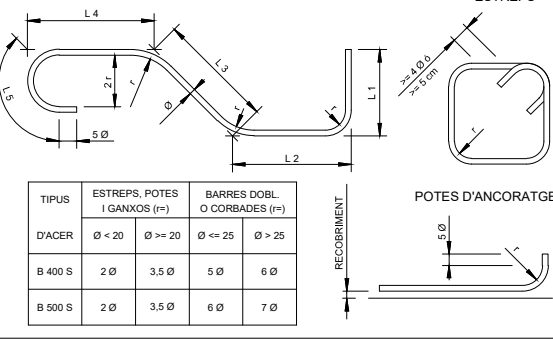 L 4
L 3
L 5
2 r
r
Ø
r
r
L 1
5 Ø
L 2
>= 4 Ø ó
>= 5 cm
r
TIPUS
D'ACER
ESTREPS, POTES
I GANXOS (r=)
BARRES DOBL.
O CORBADES (r=)
Ø < 20
Ø >= 20
Ø <= 25
Ø > 25
B 400 S
2 Ø
3,5 Ø
5 Ø
6 Ø
B 500 S
2 Ø
3,5 Ø
6 Ø
7 Ø
POTES D'ANCORATGE
RECOBRIMENT
5 Ø
r